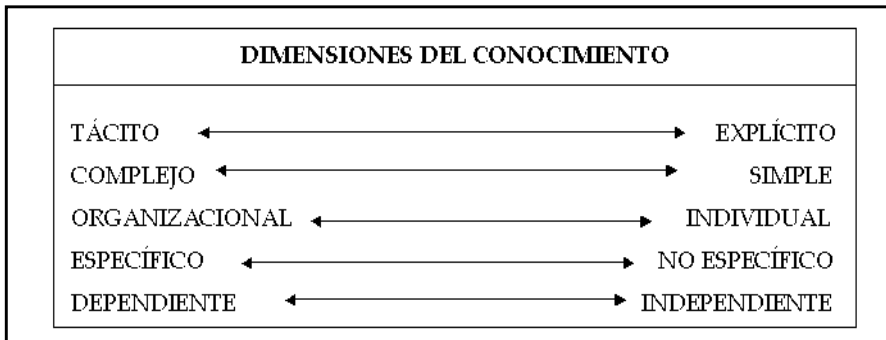 DIMENSIONES DEL CONOCIMIENTO
TÁCITO EXPLÍCITO
COMPLEJO SIMPLE
ORGANIZACIONAL INDIVIDUAL
ESPECÍFICO NO ESPECÍFICO
DEPENDIENTE INDEPENDIENTE